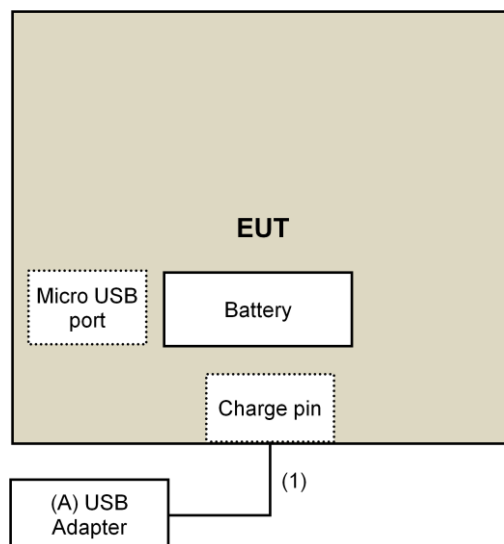 EUT
Micro USB
port
Battery
Charge pin
(1)
(A) USB
Adapter